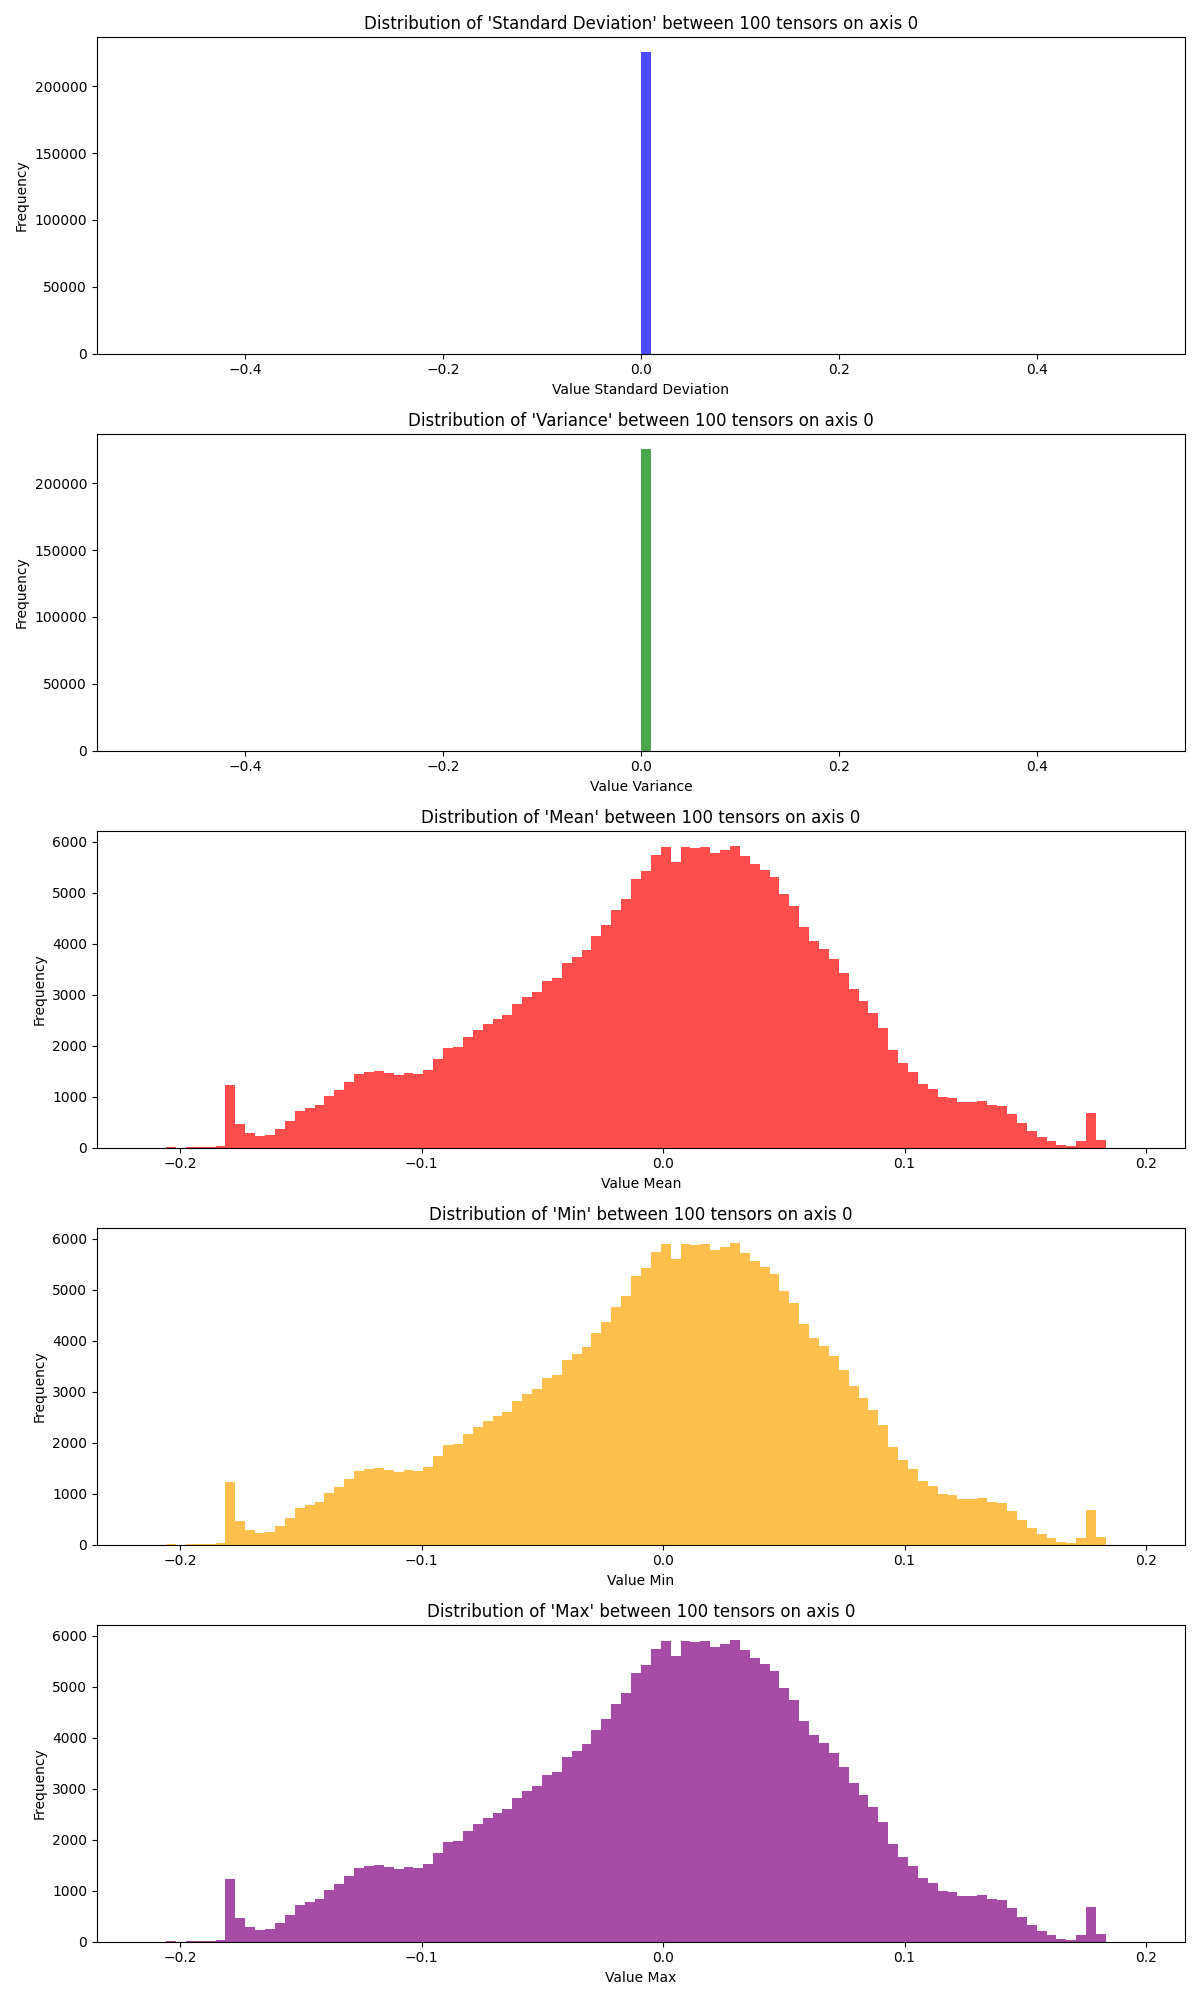 Distribution of 'Standard Deviation' between 100 tensors on axis 0
200000
150000
100000
50000
0
Frequency
−0.4 −0.2 0.0 0.2 0.4
Value Standard Deviation
Distribution of 'Variance' between 100 tensors on axis 0
200000
150000
100000
50000
0
Frequency
−0.4 −0.2 0.0 0.2 0.4
Value Variance
Distribution of 'Mean' between 100 tensors on axis 0
6000
5000
4000
3000
2000
1000
0
Frequency
−0.2 −0.1 0.0 0.1 0.2
Value Mean
Distribution of 'Min' between 100 tensors on axis 0
6000
5000
4000
3000
2000
1000
0
Frequency
−0.2 −0.1 0.0 0.1 0.2
Value Min
Distribution of 'Max' between 100 tensors on axis 0
6000
5000
4000
3000
2000
1000
0
Frequency
−0.2 −0.1 0.0 0.1 0.2
Value Max